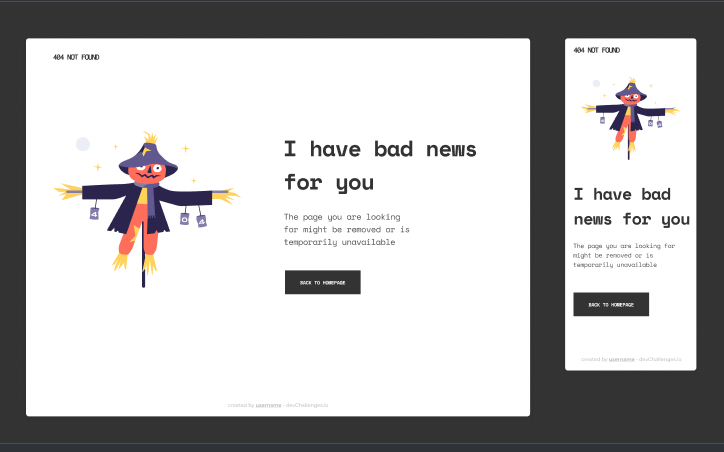 404 NOT FOUND
I have bad news
for you
The page you are looking
for might be removed or is
temporarily unavailable
BACK TO HOMEPAGE
4
0
4
created by username - devChallenges.io
404 NOT FOUND
I have bad
news for you
The page you are looking for
might be removed or is
temporarily unavailable
BACK TO HOMEPAGE
created by username - devChallenges.io